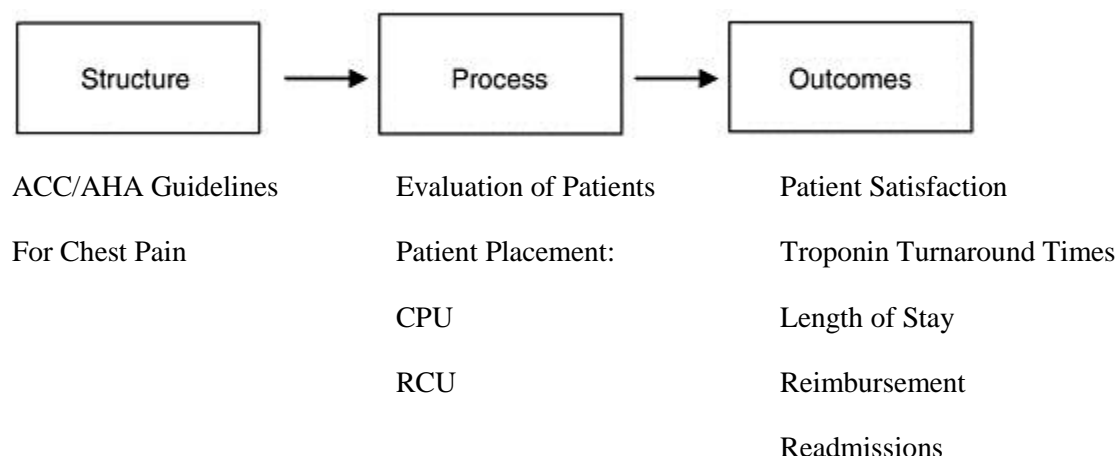 Structure
Process
Outcomes
ACC/AHA Guidelines
For Chest Pain
Evaluation of Patients
Patient Placement:
CPU
RCU
Patient Satisfaction
Troponin Turnaround Times
Length of Stay
Reimbursement
Readmissions